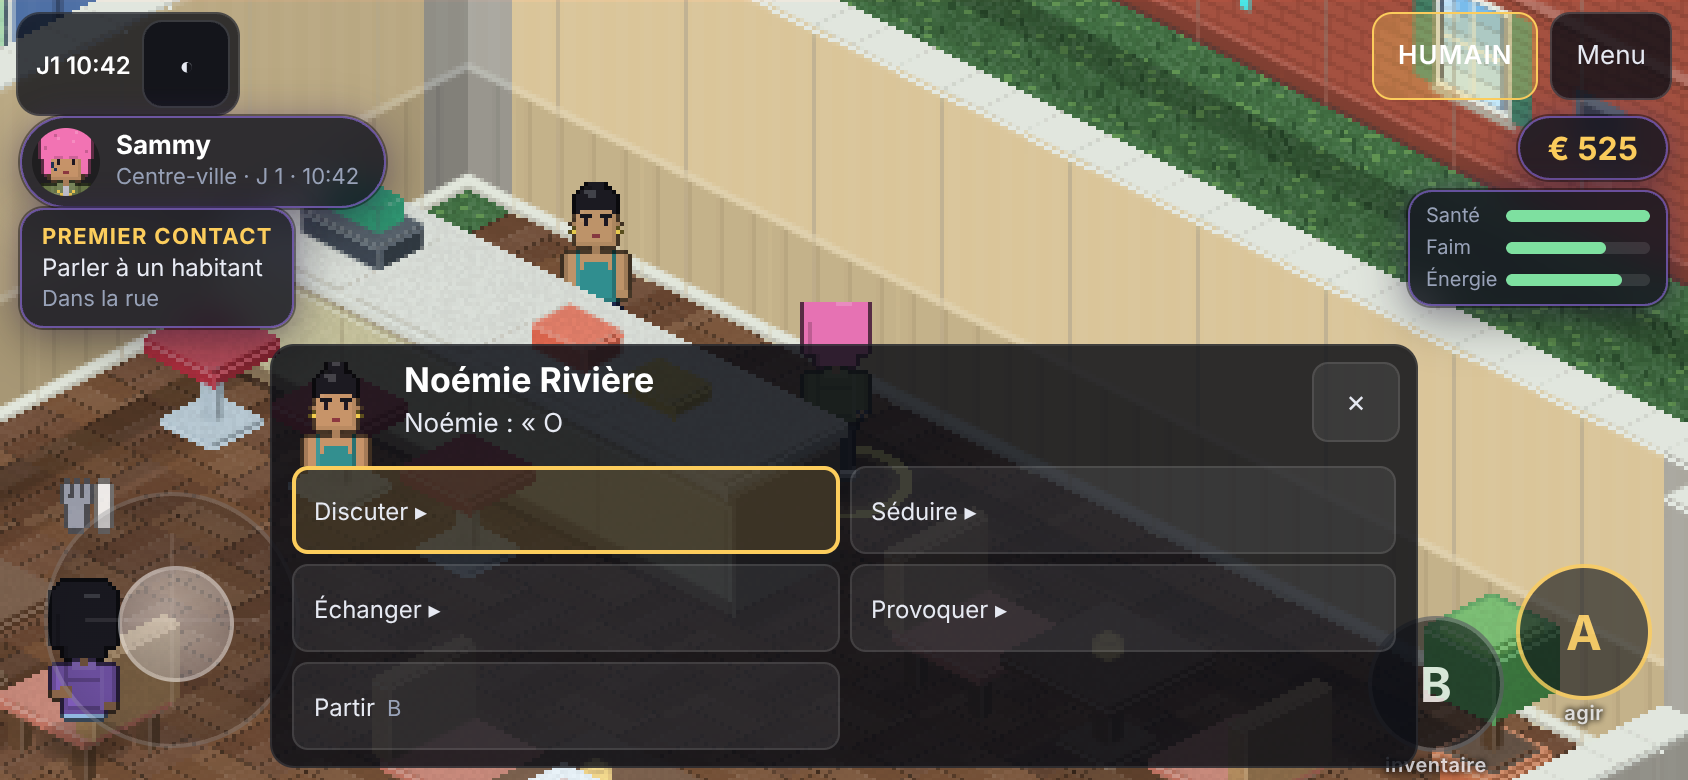 J1 10:42
HUMAIN
Menu
Sammy
Centre-ville · J 1 · 10:42
€ 525
PREMIER CONTACT
Parler à un habitant
Dans la rue
Santé
Faim
Énergie
Noémie Rivière
Noémie : « O
×
Discuter ▸
Séduire ▸
Échanger ▸
Provoquer ▸
Partir B
A
agir
B
inventaire